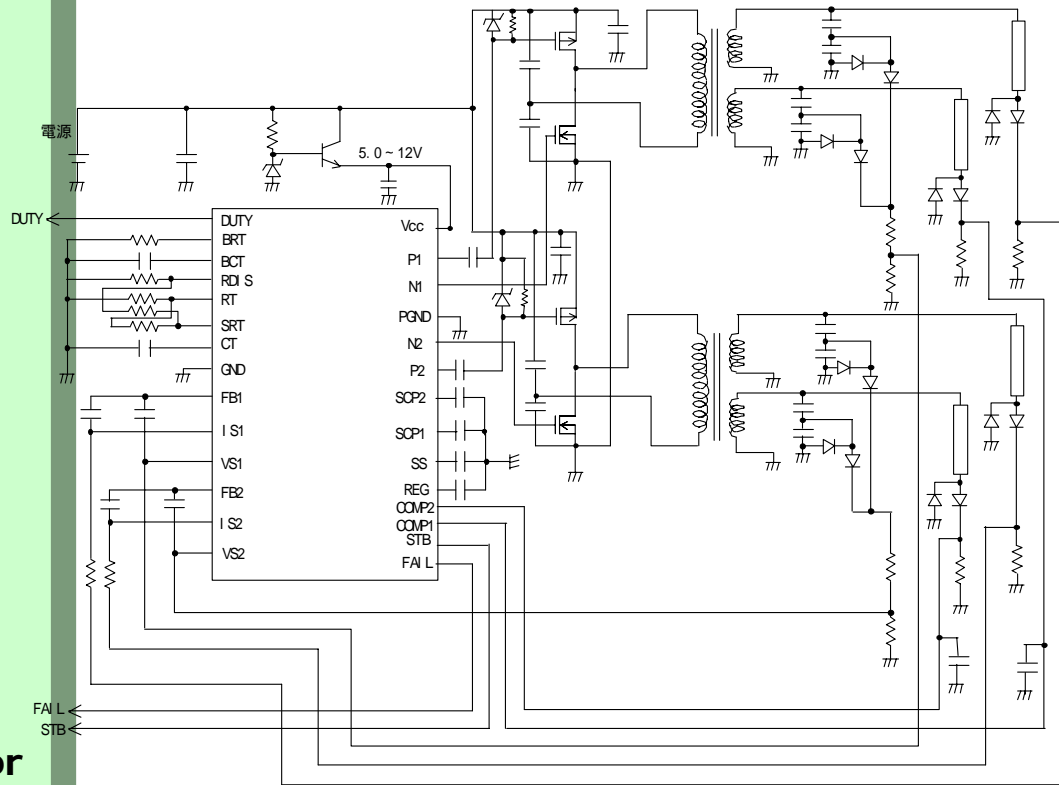 電源
5.0~12V
DUTY
DUTY
BRT
BCT
RDIS
RT
SRT
CT
GND
FB1
IS1
VS1
FB2
IS2
VS2
Vcc
P1
N1
PGND
N2
P2
SCP2
SCP1
SS
REG
COMP2
COMP1
STB
FAIL
FAIL
STB
or